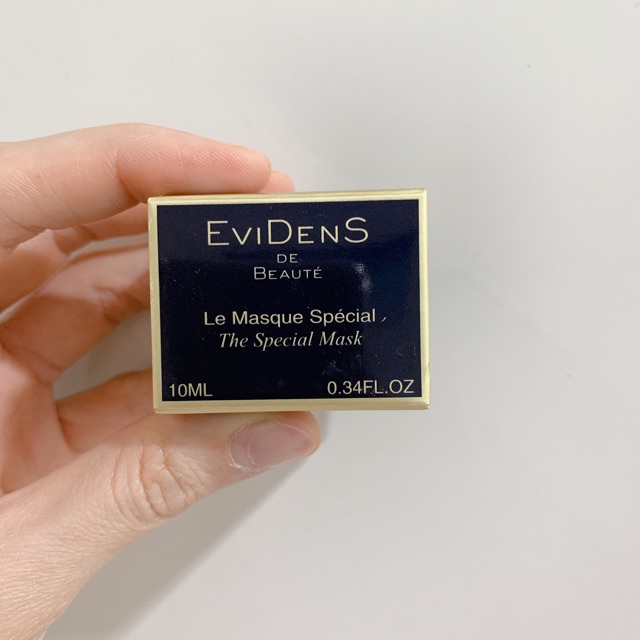 EviDenS
de
Beauté
Le Masque Spécial
The Special Mask
10ML 0.34FL.OZ